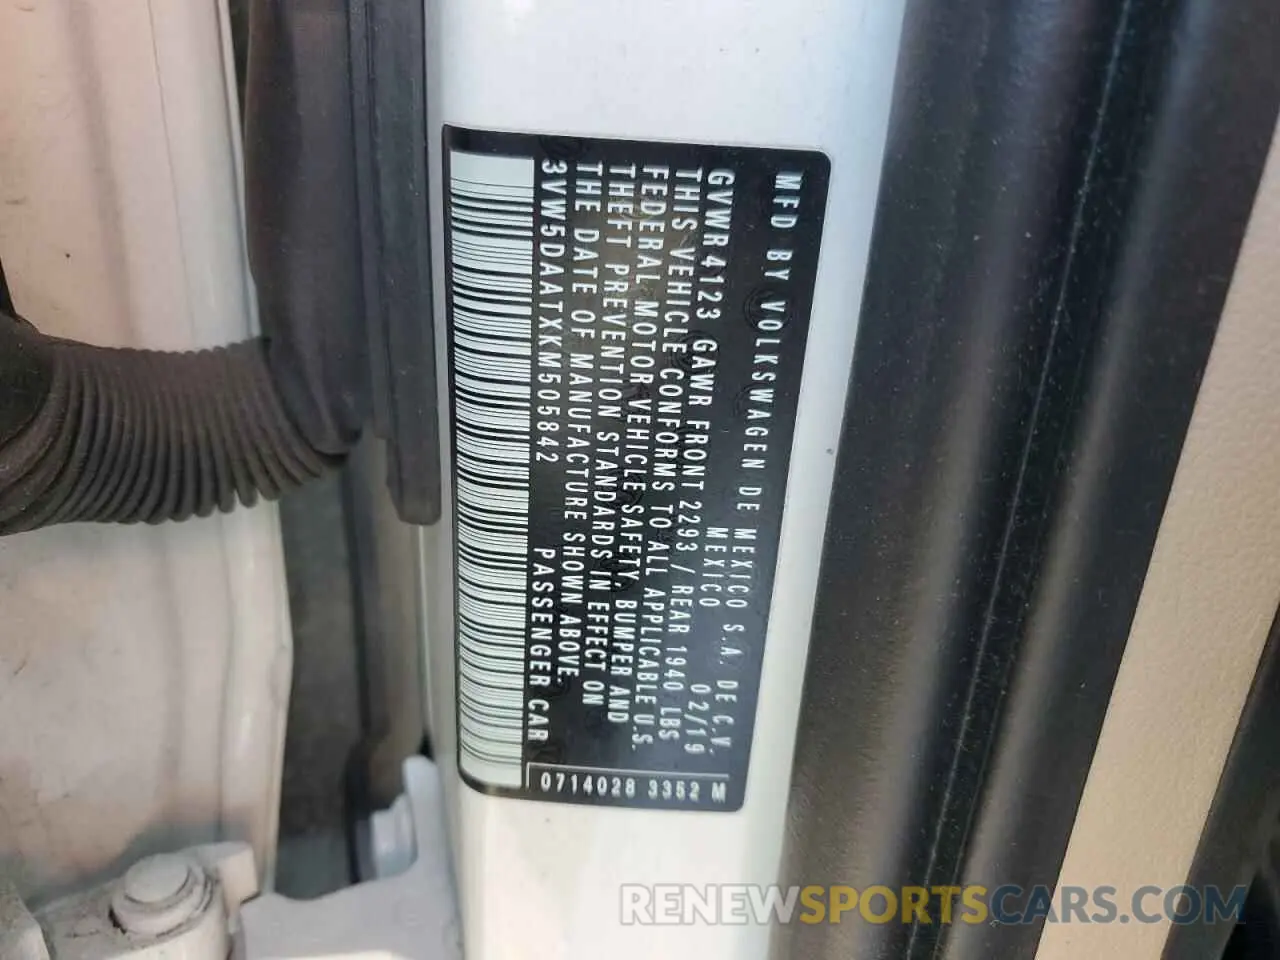 MFD BY VOLKSWAGEN DE MEXICO S.A. DE C.V.
MEXICO 02/19
GVWR4123 GAWR FRONT 2293 / REAR 1940 LBS
THIS VEHICLE CONFORMS TO ALL APPLICABLE U.S.
FEDERAL MOTOR VEHICLE SAFETY, BUMPER AND
THEFT PREVENTION STANDARDS IN EFFECT ON
THE DATE OF MANUFACTURE SHOWN ABOVE.
3VW5DAATXKM505842 PASSENGER CAR
0714028 3352 M
RENEWSPORTSCARS.COM